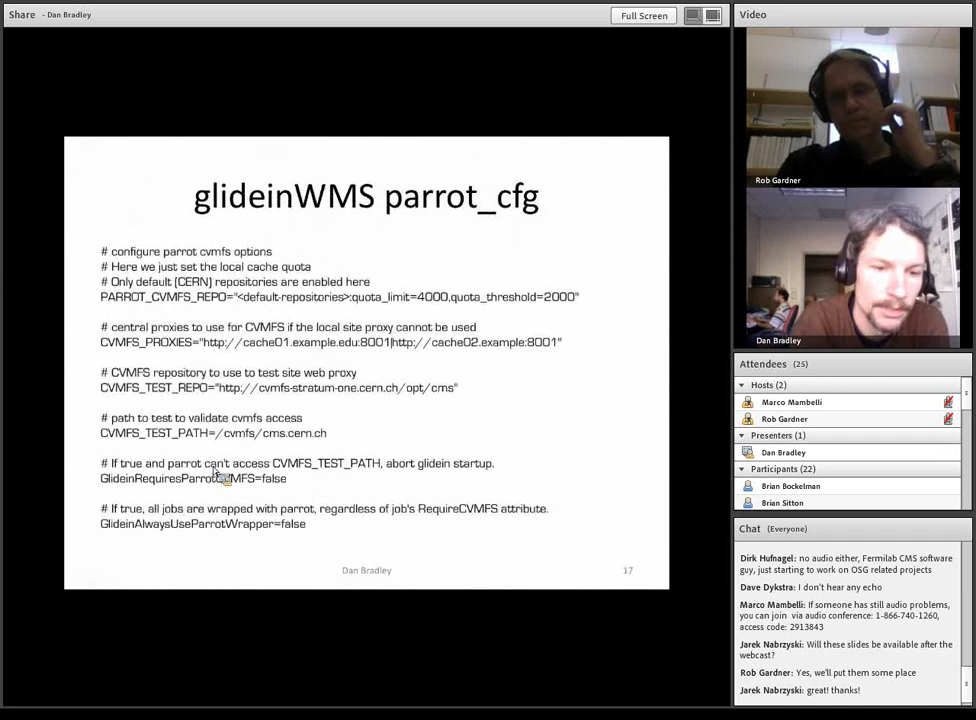 Share - Dan Bradley
Full Screen
glideinWMS parrot_cfg
# configure parrot cvmfs options
# Here we just set the local cache quota
# Only default [CERN] repositories are enabled here
PARROT_CVMFS_REPO="<default-repositories>:quota_limit=4000,quota_threshold=2000"
# central proxies to use for CVMFS if the local site proxy cannot be used
CVMFS_PROXIES="http://cache01.example.edu:8001|http://cache02.example:8001"
# CVMFS repository to use to test site web proxy
CVMFS_TEST_REPO="http://cvmfs-stratum-one.cern.ch/opt/cms"
# path to test to validate cvmfs access
CVMFS_TEST_PATH=/cvmfs/cms.cern.ch
# If true and parrot can't access CVMFS_TEST_PATH, abort glidein startup.
=false
# If true, all jobs are wrapped with parrot, regardless of job's RequireCVMFS attribute.
GlideinAlwaysUseParrotWrapper=false
Dan Bradley
17
Video
Rob Gardner
Dan Bradley
Attendees (25)
Hosts (2)
Marco Mambelli
Rob Gardner
Presenters (1)
Dan Bradley
Participants (22)
Brian Bockelman
Brian Sitton
Chat (Everyone)
Dirk Hufnagel: no audio either, Fermilab CMS software
guy, just starting to work on OSG related projects
Dave Dykstra: I don't hear any echo
Marco Mambelli: If someone has still audio problems,
you can join via audio conference: 1-866-740-1260,
access code: 2913843
Jarek Nabrzyski: Will these slides be available after the
webcast?
Rob Gardner: Yes, we'll put them some place
Jarek Nabrzyski: great! thanks!